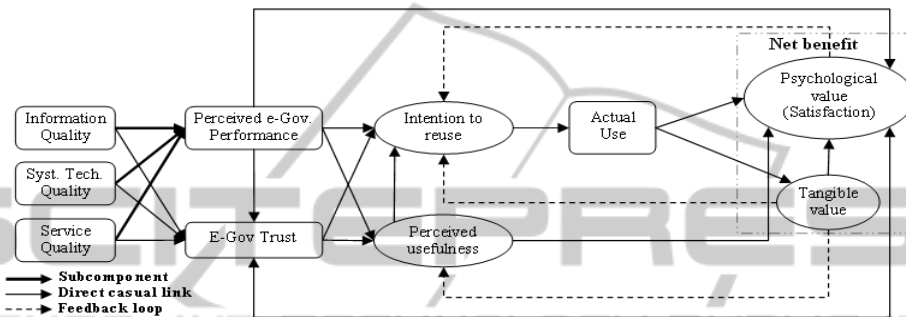 Net benefit
Psychological
value
(Satisfaction)
Information
Quality
Perceived e-Gov.
Performance
Intention to
reuse
Actual
Use
Syst. Tech.
Quality
Tangible
value
Service
Quality
E-Gov Trust
Perceived
usefulness
Subcomponent
Direct casual link
Feedback loop
SCITEPRESS